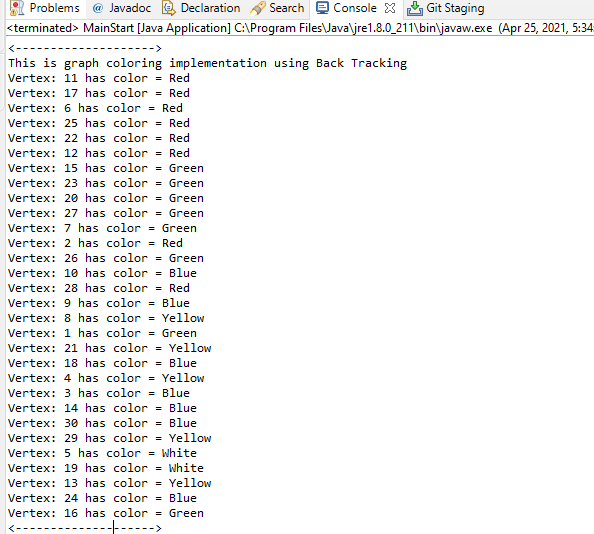 Problems @ Javadoc Declaration Search Console Git Staging
<terminated> MainStart [Java Application] C:\Program Files\Java\jre1.8.0_211\bin\javaw.exe (Apr 25, 2021, 5:34
<------------------->
This is graph coloring implementation using Back Tracking
Vertex: 11 has color = Red
Vertex: 17 has color = Red
Vertex: 6 has color = Red
Vertex: 25 has color = Red
Vertex: 22 has color = Red
Vertex: 12 has color = Red
Vertex: 15 has color = Green
Vertex: 23 has color = Green
Vertex: 20 has color = Green
Vertex: 27 has color = Green
Vertex: 7 has color = Green
Vertex: 2 has color = Red
Vertex: 26 has color = Green
Vertex: 10 has color = Blue
Vertex: 28 has color = Red
Vertex: 9 has color = Blue
Vertex: 8 has color = Yellow
Vertex: 1 has color = Green
Vertex: 21 has color = Yellow
Vertex: 18 has color = Blue
Vertex: 4 has color = Yellow
Vertex: 3 has color = Blue
Vertex: 14 has color = Blue
Vertex: 30 has color = Blue
Vertex: 29 has color = Yellow
Vertex: 5 has color = White
Vertex: 19 has color = White
Vertex: 13 has color = Yellow
Vertex: 24 has color = Blue
Vertex: 16 has color = Green
<------------------->